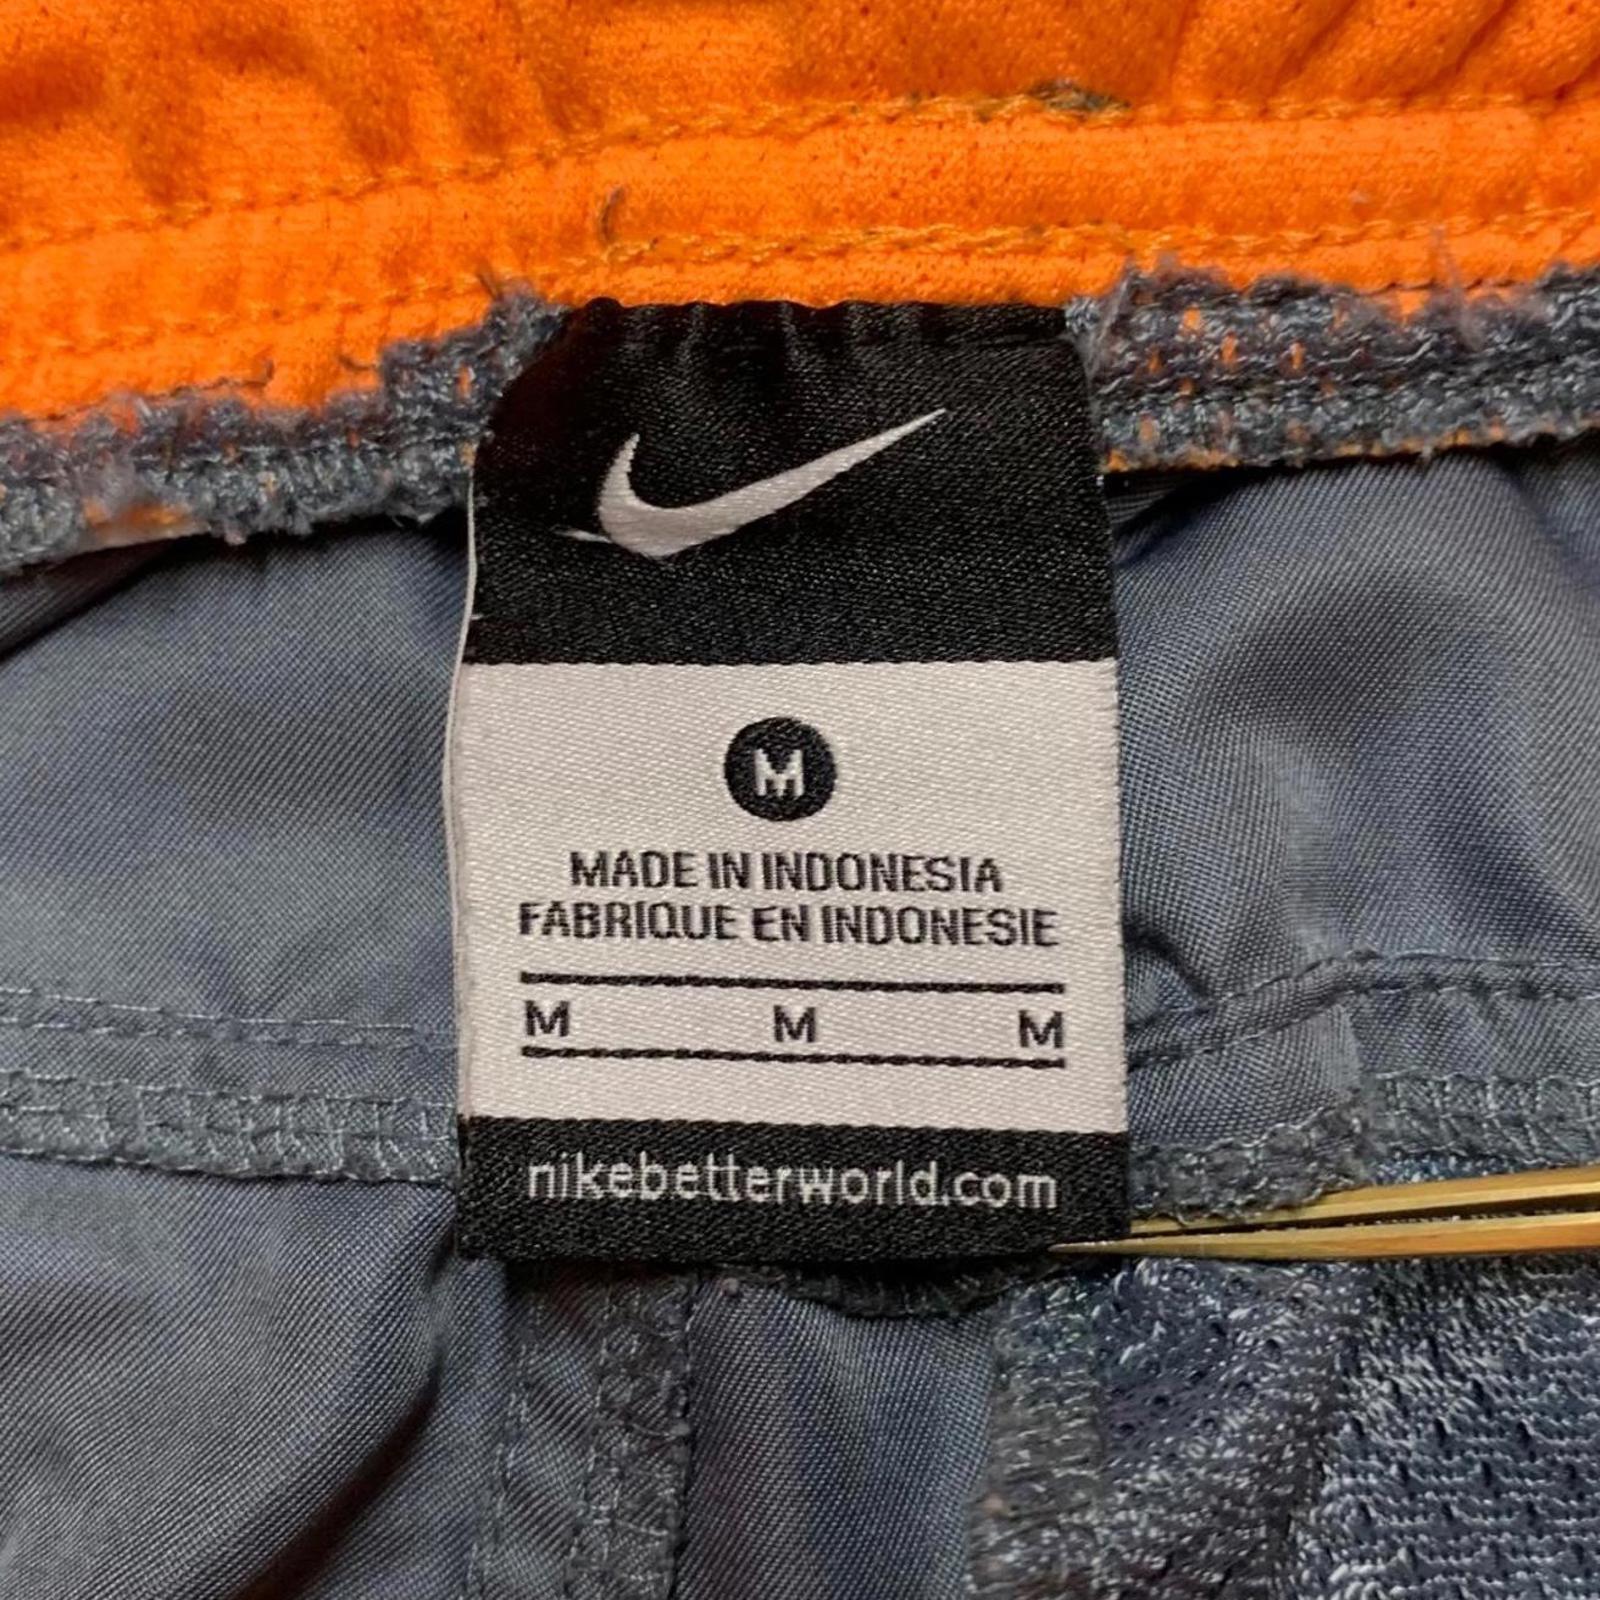 M
MADE IN INDONESIA
FABRIQUE EN INDONESIE
M M M
nikebetterworld.com